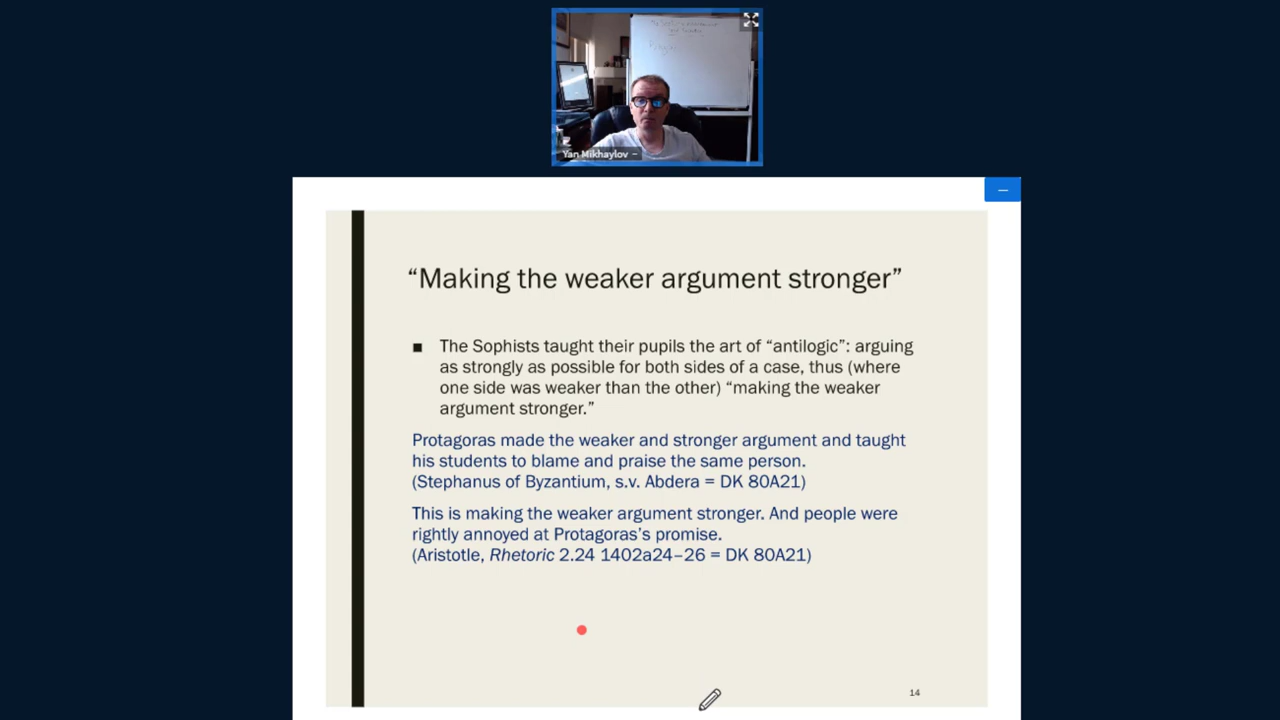 Yan Mikhaylov
“Making the weaker argument stronger”
■ The Sophists taught their pupils the art of “antilogic”: arguing
as strongly as possible for both sides of a case, thus (where
one side was weaker than the other) “making the weaker
argument stronger.”
Protagoras made the weaker and stronger argument and taught
his students to blame and praise the same person.
(Stephanus of Byzantium, s.v. Abdera = DK 80A21)
This is making the weaker argument stronger. And people were
rightly annoyed at Protagoras’s promise.
(Aristotle, Rhetoric 2.24 1402a24–26 = DK 80A21)
14